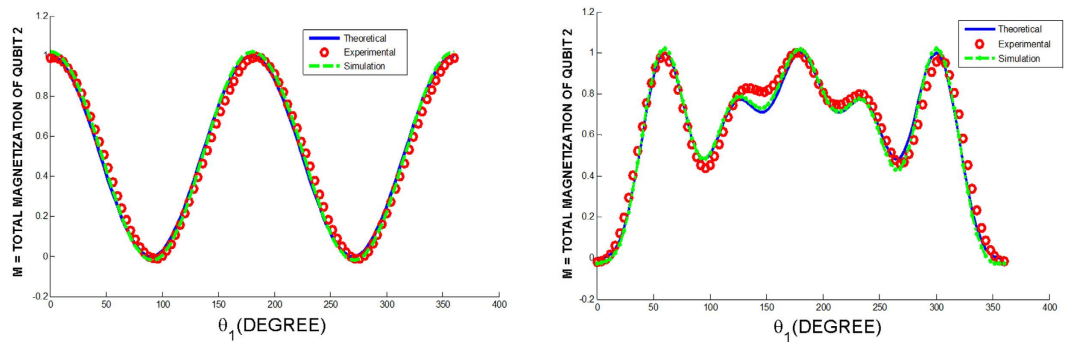 M = TOTAL MAGNETIZATION OF QUBIT 2
1.2
1
0.8
0.6
0.4
0.2
0
-0.2
Theoretical
Experimental
Simulation
0 50 100 150 200 250 300 350 400
θ1(DEGREE)
M = TOTAL MAGNETIZATION OF QUBIT 2
1.2
1
0.8
0.6
0.4
0.2
0
-0.2
Theoretical
Experimental
Simulation
0 50 100 150 200 250 300 350 400
θ1(DEGREE)